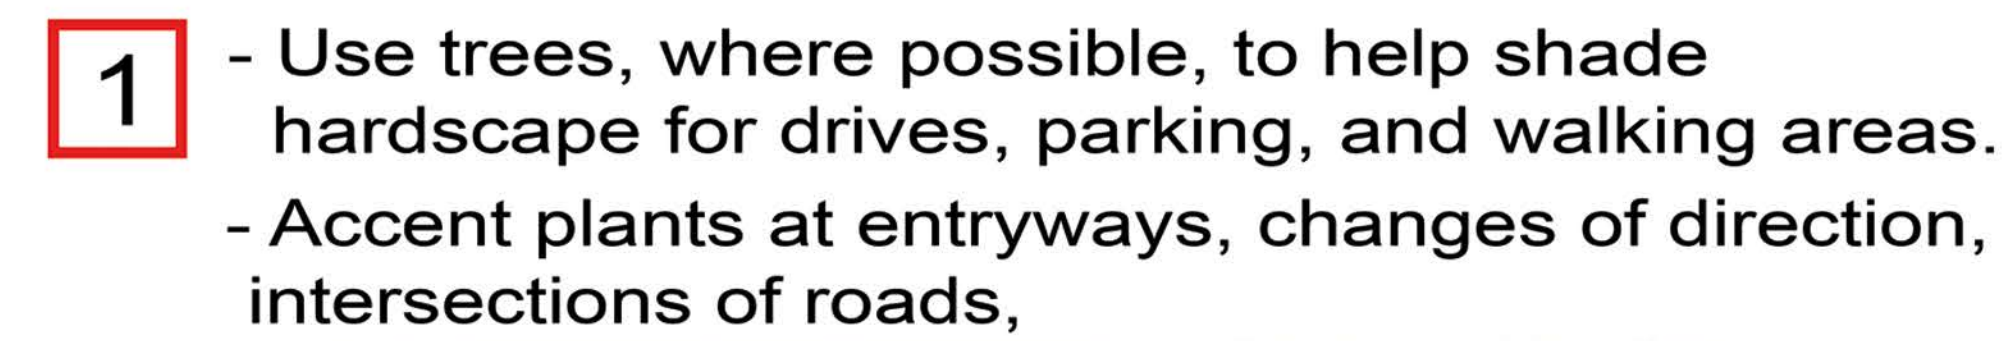 1 - Use trees, where possible, to help shade
hardscape for drives, parking, and walking areas.
- Accent plants at entryways, changes of direction,
intersections of roads,